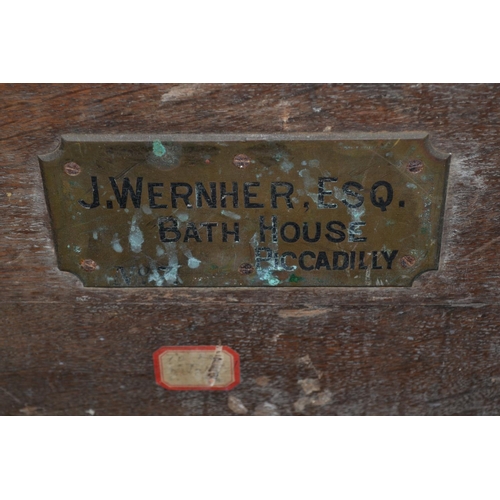 J. WERNHER, ESQ.
BATH HOUSE
PICCADILLY